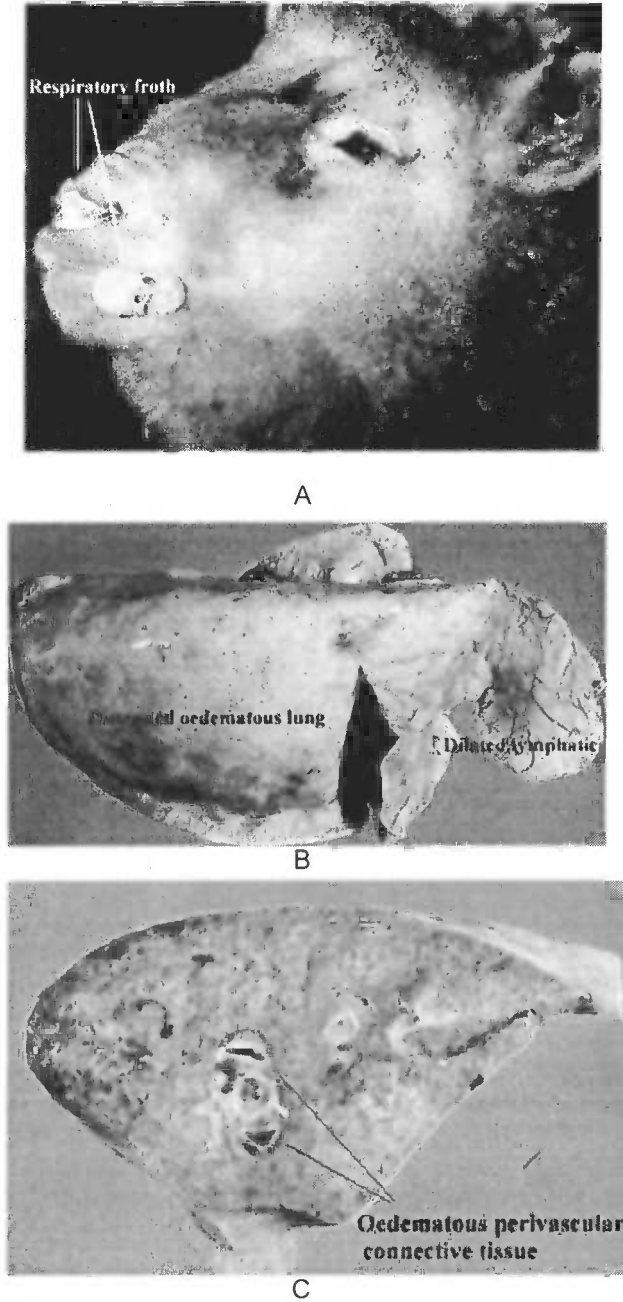 Respiratory froth
A
oedematous lung
Dilated lymphatic
B
Oedematous perivascular
connective tissue
C